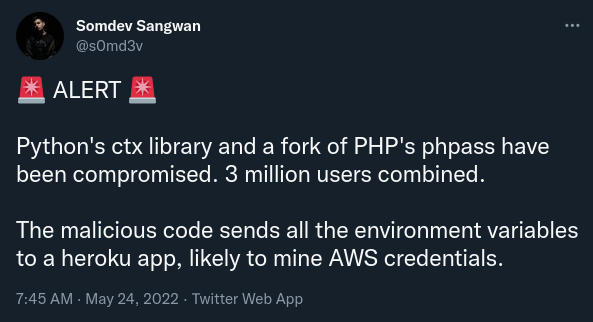 Somdev Sangwan
@s0md3v
🚨 ALERT 🚨
Python's ctx library and a fork of PHP's phpass have
been compromised. 3 million users combined.
The malicious code sends all the environment variables
to a heroku app, likely to mine AWS credentials.
7:45 AM · May 24, 2022 · Twitter Web App